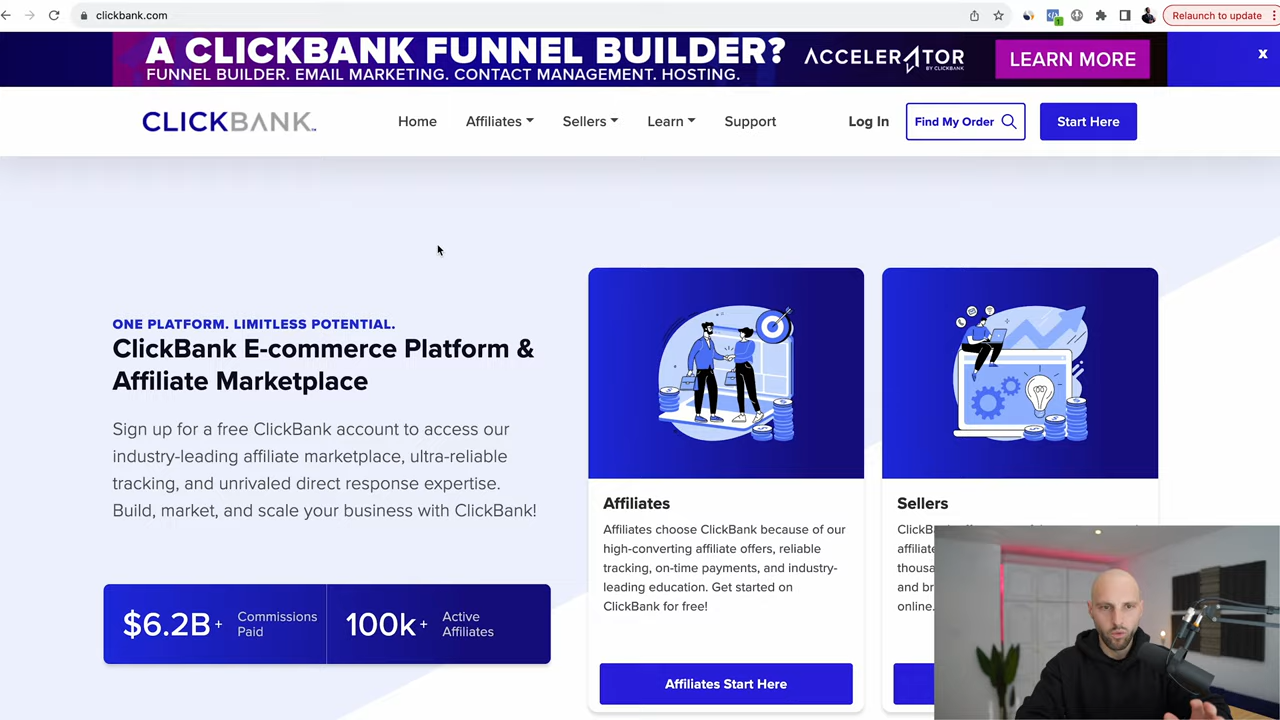 clickbank.com
Relaunch to update
A CLICKBANK FUNNEL BUILDER?
FUNNEL BUILDER. EMAIL MARKETING. CONTACT MANAGEMENT. HOSTING.
ACCELERATOR
BY CLICKBANK
LEARN MORE
x
CLICKBANK
Home
Affiliates
Sellers
Learn
Support
Log In
Find My Order
Start Here
ONE PLATFORM. LIMITLESS POTENTIAL.
ClickBank E-commerce Platform &
Affiliate Marketplace
Sign up for a free ClickBank account to access our
industry-leading affiliate marketplace, ultra-reliable
tracking, and unrivaled direct response expertise.
Build, market, and scale your business with ClickBank!
$6.2B+
Commissions
Paid
100k+
Active
Affiliates
Affiliates
Affiliates choose ClickBank because of our
high-converting affiliate offers, reliable
tracking, on-time payments, and industry-
leading education. Get started on
ClickBank for free!
Affiliates Start Here
Sellers
and
online.